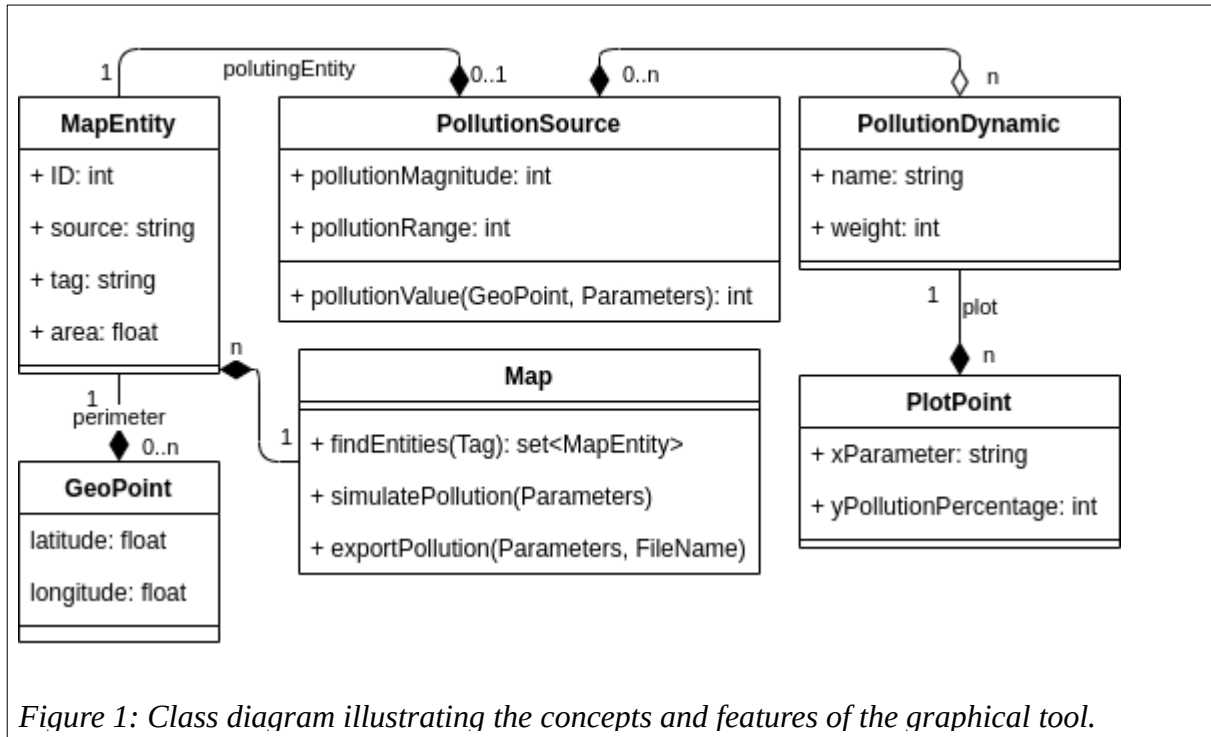 1
polutingEntity
0..1
0..n
n
MapEntity
+ ID: int
+ source: string
+ tag: string
+ area: float
PollutionSource
+ pollutionMagnitude: int
+ pollutionRange: int
+ pollutionValue(GeoPoint, Parameters): int
PollutionDynamic
+ name: string
+ weight: int
1
plot
n
n
1
1
perimeter
0..n
Map
+ findEntities(Tag): set<MapEntity>
+ simulatePollution(Parameters)
+ exportPollution(Parameters, FileName)
PlotPoint
+ xParameter: string
+ yPollutionPercentage: int
GeoPoint
latitude: float
longitude: float
Figure 1: Class diagram illustrating the concepts and features of the graphical tool.